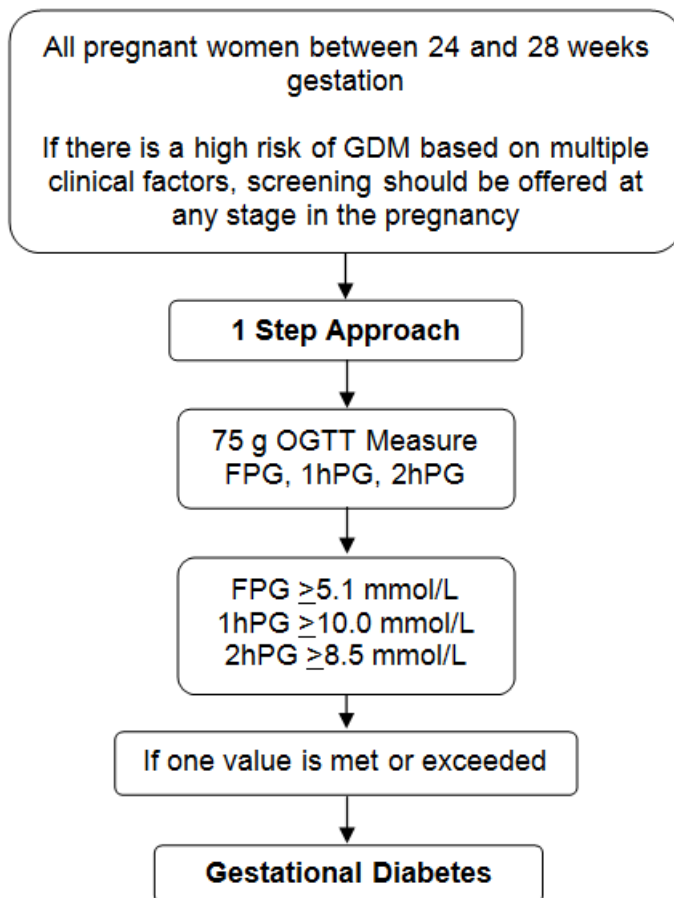 All pregnant women between 24 and 28 weeks
gestation
If there is a high risk of GDM based on multiple
clinical factors, screening should be offered at
any stage in the pregnancy
1 Step Approach
75 g OGTT Measure
FPG, 1hPG, 2hPG
FPG ≥5.1 mmol/L
1hPG ≥10.0 mmol/L
2hPG ≥8.5 mmol/L
If one value is met or exceeded
Gestational Diabetes